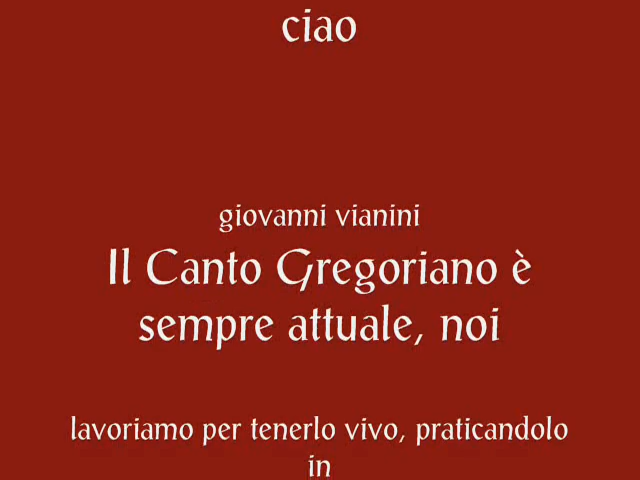 ciao
giovanni vianini
Il Canto Gregoriano è
sempre attuale, noi
lavoriamo per tenerlo vivo, praticandolo
in